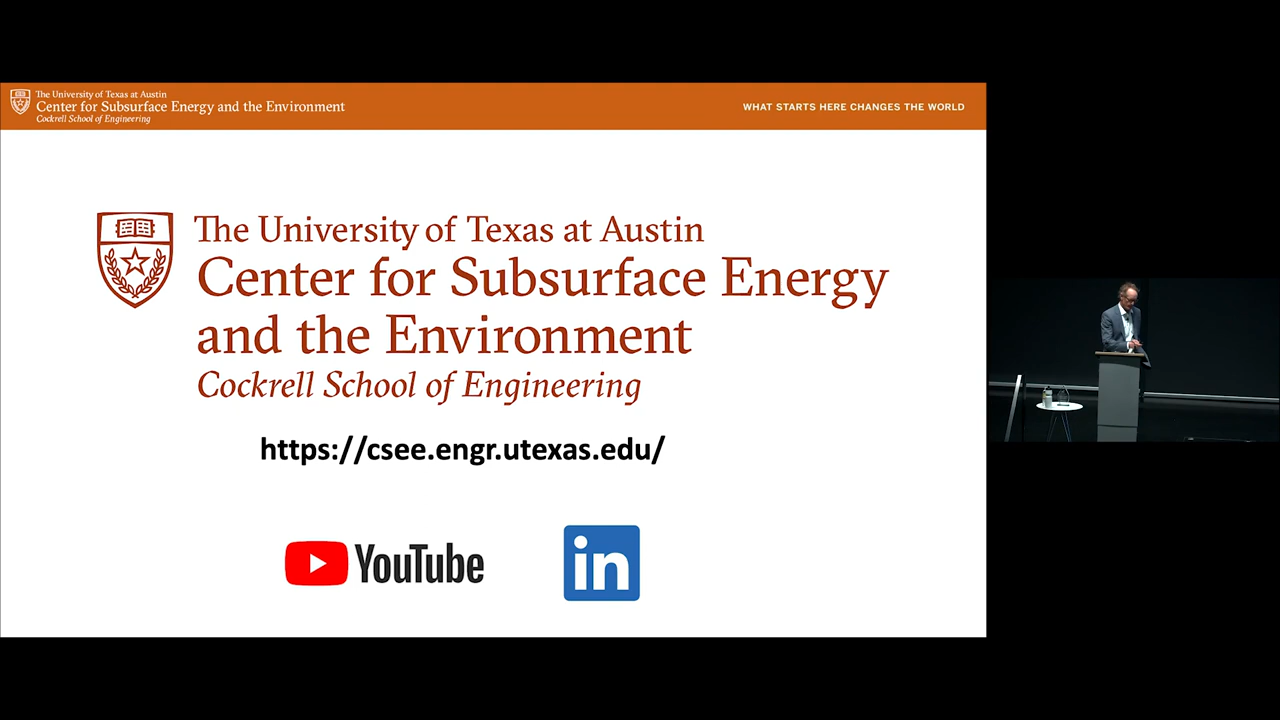 The University of Texas at Austin
Center for Subsurface Energy and the Environment
Cockrell School of Engineering
WHAT STARTS HERE CHANGES THE WORLD
The University of Texas at Austin
Center for Subsurface Energy
and the Environment
Cockrell School of Engineering
https://csee.engr.utexas.edu/
YouTube
in